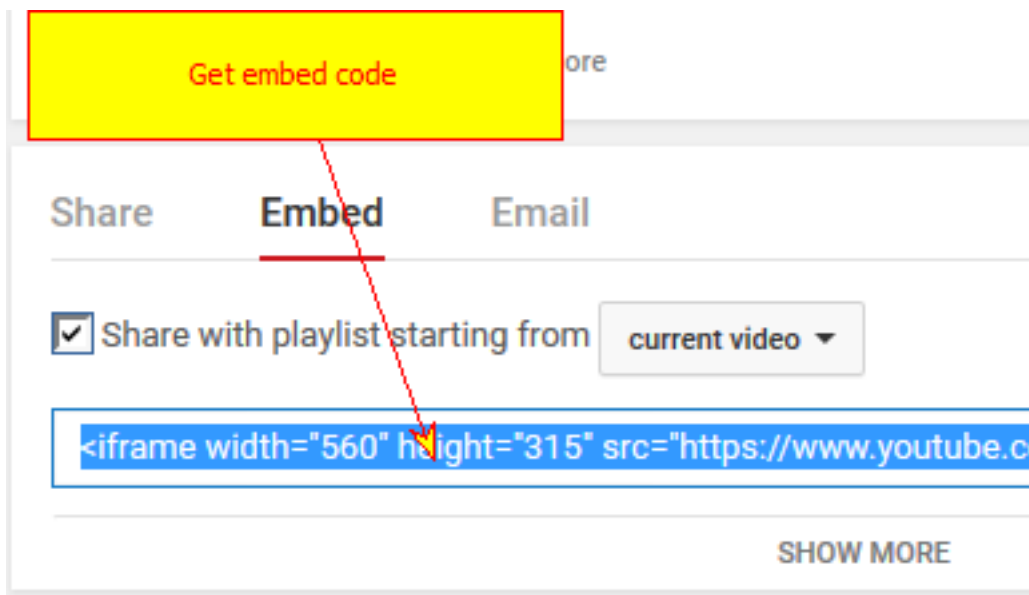 Get embed code
ore
Share Embed Email
Share with playlist starting from current video
<iframe width="560" height="315" src="https://www.youtube.c
SHOW MORE